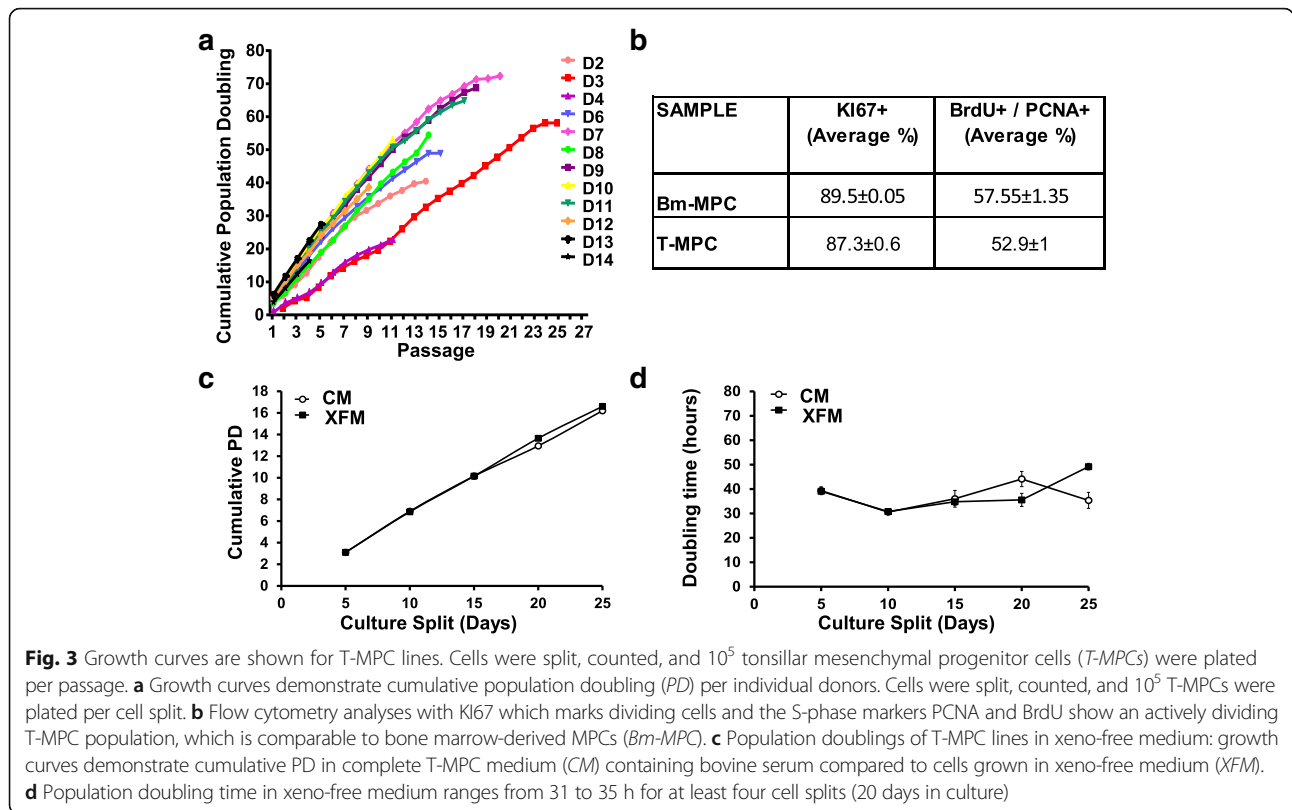 a
80
70
60
50
40
30
20
10
0
Cumulative Population Doubling
1 3 5 7 9 11 13 15 17 19 21 23 25 27
Passage
D2
D3
D4
D6
D7
D8
D9
D10
D11
D12
D13
D14
b
SAMPLE KI67+ (Average %) BrdU+ / PCNA+ (Average %)
Bm-MPC 89.5±0.05 57.55±1.35
T-MPC 87.3±0.6 52.9±1
c
18
16
14
12
10
8
6
4
2
0
Cumulative PD
CM
XFM
0 5 10 15 20 25
Culture Split (Days)
d
80
70
60
50
40
30
20
10
0
Doubling time (hours)
CM
XFM
0 5 10 15 20 25
Culture Split (Days)
Fig. 3 Growth curves are shown for T-MPC lines. Cells were split, counted, and 10⁵ tonsillar mesenchymal progenitor cells (T-MPCs) were plated
per passage. a Growth curves demonstrate cumulative population doubling (PD) per individual donors. Cells were split, counted, and 10⁵ T-MPCs were
plated per cell split. b Flow cytometry analyses with KI67 which marks dividing cells and the S-phase markers PCNA and BrdU show an actively dividing
T-MPC population, which is comparable to bone marrow-derived MPCs (Bm-MPC). c Population doublings of T-MPC lines in xeno-free medium: growth
curves demonstrate cumulative PD in complete T-MPC medium (CM) containing bovine serum compared to cells grown in xeno-free medium (XFM).
d Population doubling time in xeno-free medium ranges from 31 to 35 h for at least four cell splits (20 days in culture)